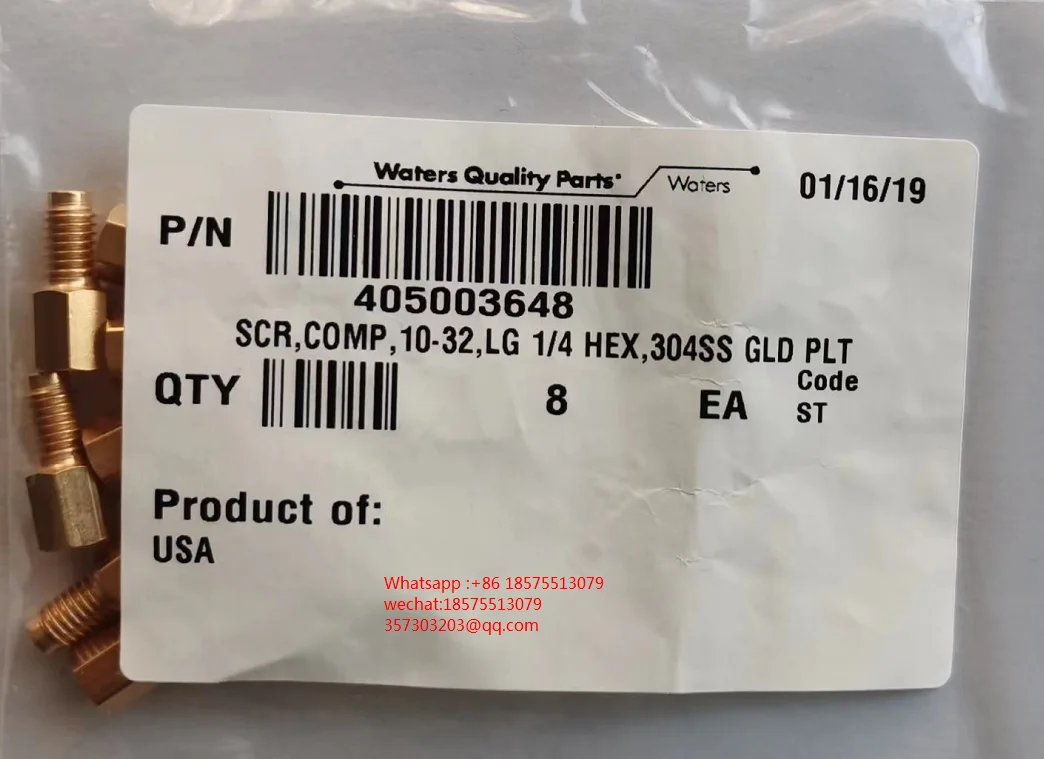 Waters Quality Parts
Waters
01/16/19
P/N
405003648
SCR,COMP,10-32,LG 1/4 HEX,304SS GLD PLT
QTY
8
EA
Code
ST
Product of:
USA
Whatsapp :+86 18575513079
wechat:18575513079
357303203@qq.com